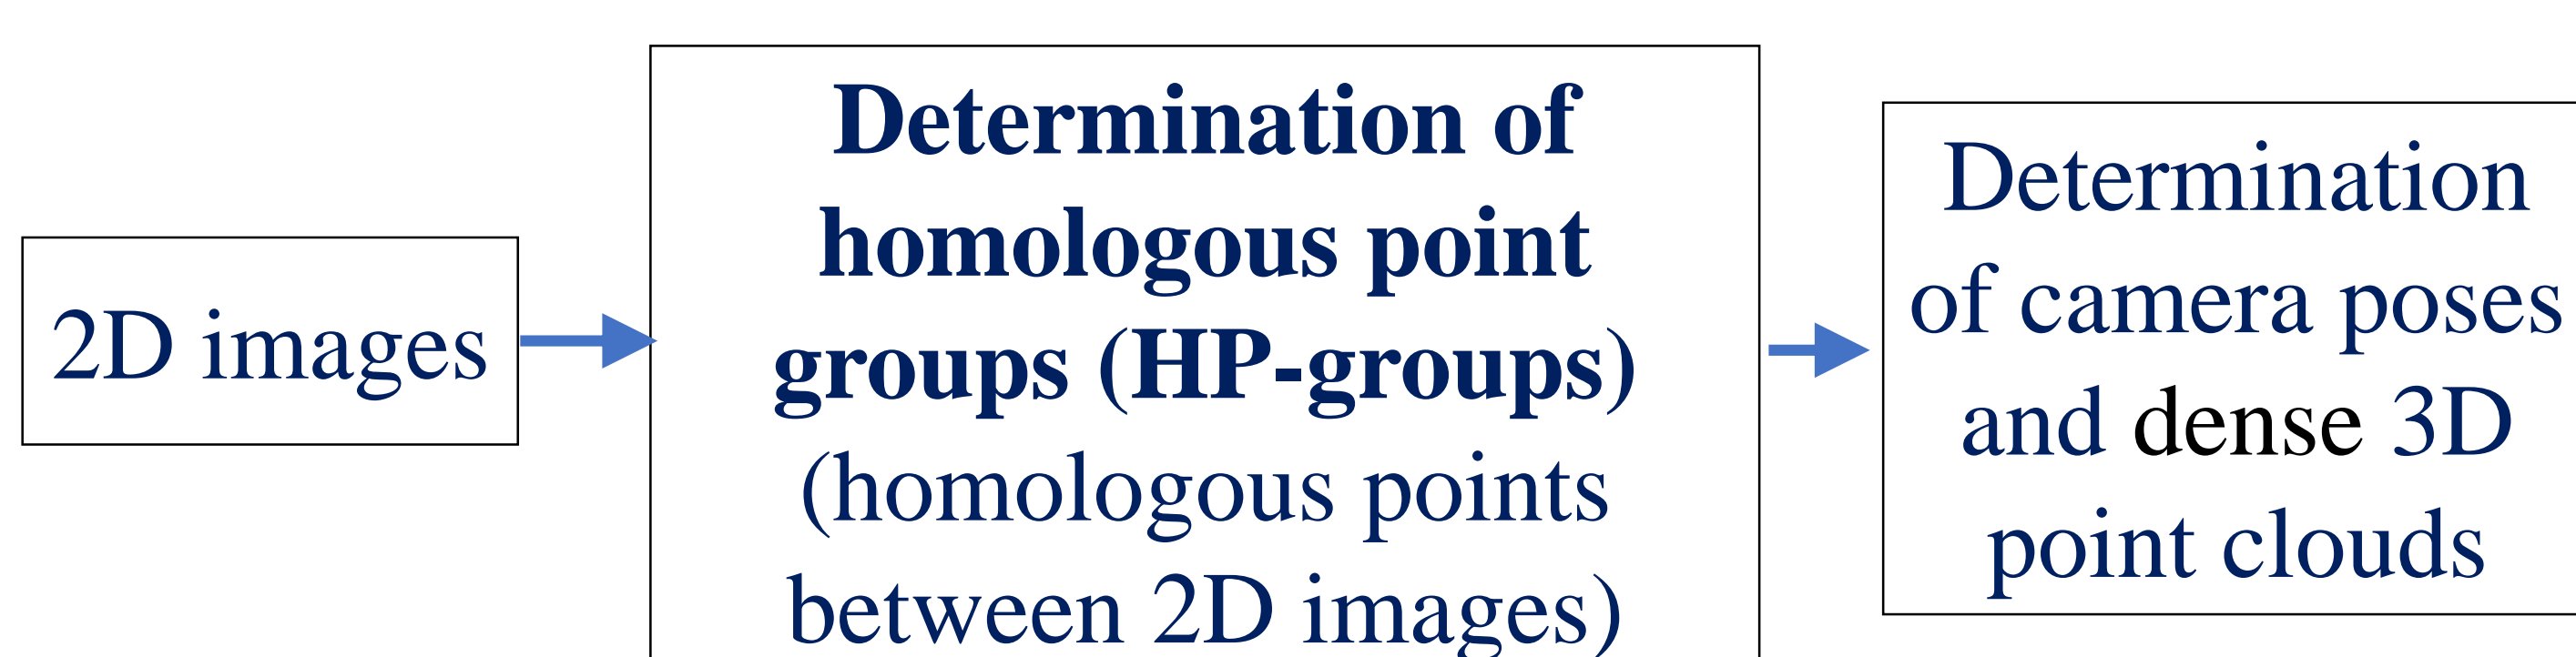 2D images
Determination of
homologous point
groups (HP-groups)
(homologous points
between 2D images)
Determination
of camera poses
and dense 3D
point clouds